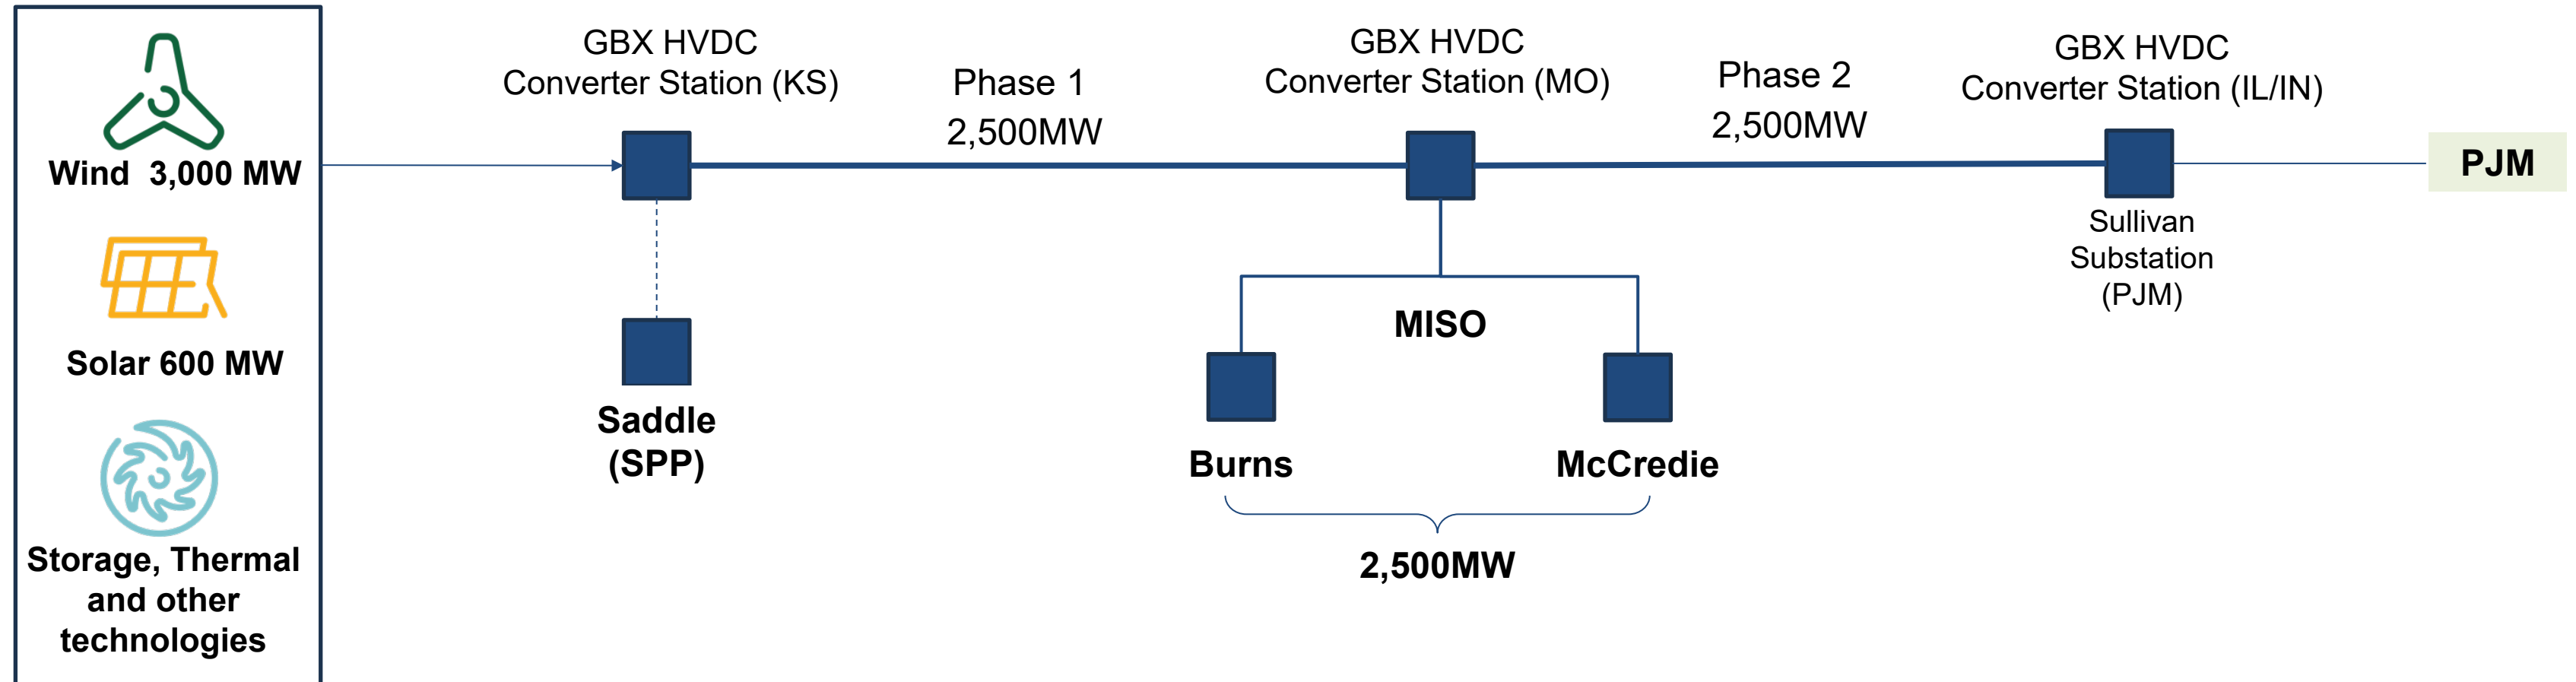 Wind  3,000 MW
Solar 600 MW
Storage, Thermal
and other
technologies
GBX HVDC
Converter Station (KS)
Saddle
(SPP)
Phase 1
2,500MW
GBX HVDC
Converter Station (MO)
MISO
Burns
McCredie
2,500MW
Phase 2
2,500MW
GBX HVDC
Converter Station (IL/IN)
Sullivan
Substation
(PJM)
PJM